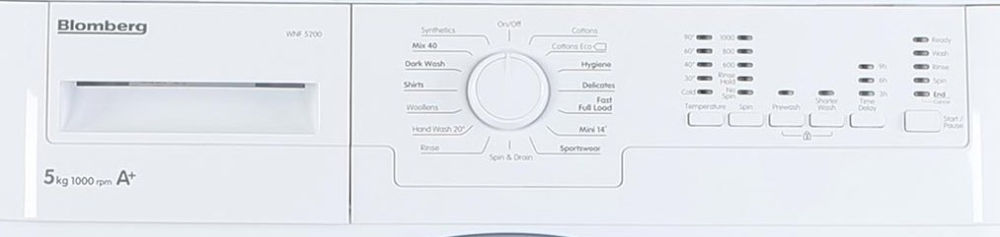 Blomberg
WNF 5200
5kg 1000 rpm A+
On/Off
Synthetics
Mix 40
Dark Wash
Shirts
Woollens
Hand Wash 20°
Rinse
Spin & Drain
Cottons
Cottons Eco
Hygiene
Delicates
Fast
Full Load
Mini 14'
Sportswear
90°
60°
40°
30°
Cold
Temperature
1000
800
600
Rinse
Hold
No
Spin
Spin
Prewash
Shorter
Wash
9h
6h
3h
Time
Delay
Ready
Wash
Rinse
Spin
End
Cancel
Start /
Pause